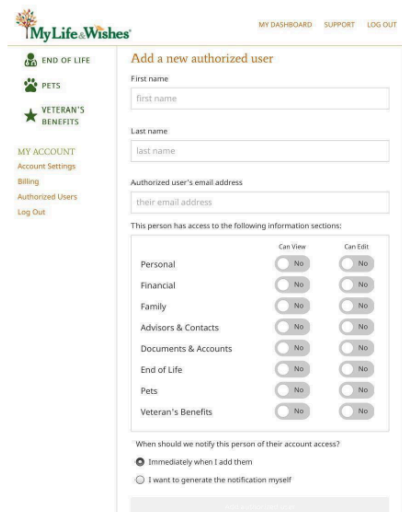 My Life & Wishes
MY DASHBOARD SUPPORT LOG OUT
END OF LIFE
PETS
VETERAN'S
BENEFITS
MY ACCOUNT
Account Settings
Billing
Authorized Users
Log Out
Add a new authorized user
First name
first name
Last name
last name
Authorized user's email address
their email address
This person has access to the following information sections:
Can View Can Edit
Personal No No
Financial No No
Family No No
Advisors & Contacts No No
Documents & Accounts No No
End of Life No No
Pets No No
Veteran's Benefits No No
When should we notify this person of their account access?
Immediately when I add them
I want to generate the notification myself